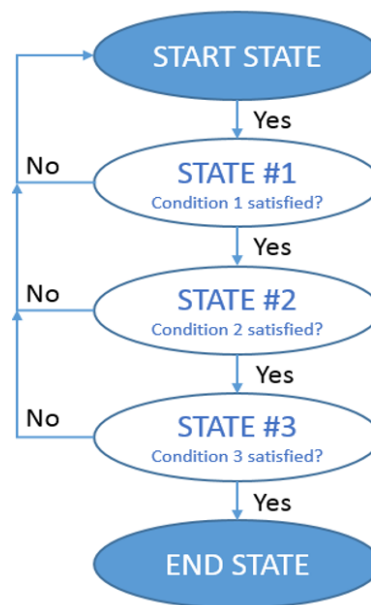 START STATE
Yes
No
STATE #1
Condition 1 satisfied?
Yes
No
STATE #2
Condition 2 satisfied?
Yes
No
STATE #3
Condition 3 satisfied?
Yes
END STATE